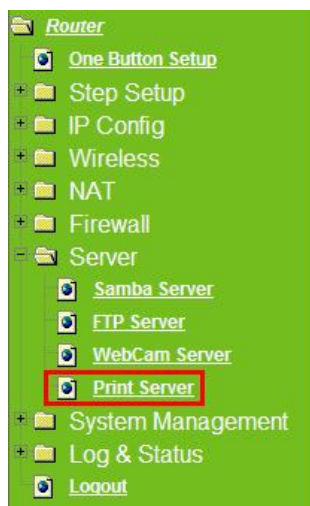 Router
One Button Setup
Step Setup
IP Config
Wireless
NAT
Firewall
Server
Samba Server
FTP Server
WebCam Server
Print Server
System Management
Log & Status
Logout